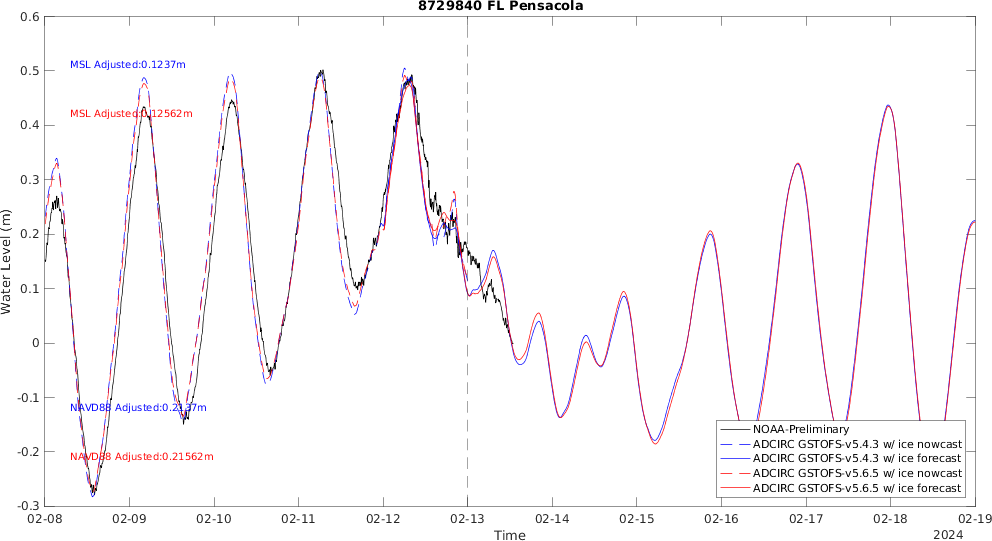 8729840 FL Pensacola
0.6
0.5
0.4
0.3
0.2
0.1
0
-0.1
-0.2
-0.3
Water Level (m)
MSL Adjusted:0.1237m
MSL Adjusted:0.12562m
NAVD88 Adjusted:0.2137m
NAVD88 Adjusted:0.21562m
NOAA-Preliminary
ADCIRC GSTOFS-v5.4.3 w/ ice nowcast
ADCIRC GSTOFS-v5.4.3 w/ ice forecast
ADCIRC GSTOFS-v5.6.5 w/ ice nowcast
ADCIRC GSTOFS-v5.6.5 w/ ice forecast
02-08 02-09 02-10 02-11 02-12 02-13 02-14 02-15 02-16 02-17 02-18 02-19
Time
2024